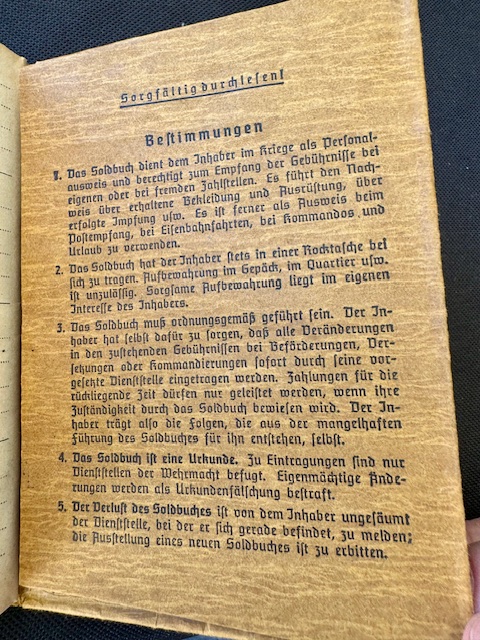 Sorgfältig durchlesen!
Bestimmungen
1. Das Soldbuch dient dem Inhaber im Kriege als Personal-
ausweis und berechtigt zum Empfang der Gebührnisse bei
eigenen oder bei fremden Zahlstellen. Es führt den Nach-
weis über erhaltene Bekleidung und Ausrüstung, über
erfolgte Impfung usw. Es ist ferner als Ausweis beim
Postempfang, bei Eisenbahnfahrten, bei Kommandos und
Urlaub zu verwenden.
2. Das Soldbuch hat der Inhaber stets in einer Rocktasche bei
sich zu tragen. Aufbewahrung im Gepäck, im Quartier usw.
ist unzulässig. Sorgsame Aufbewahrung liegt im eigenen
Interesse des Inhabers.
3. Das Soldbuch muß ordnungsgemäß geführt sein. Der In-
haber hat selbst dafür zu sorgen, daß alle Veränderungen
in den zustehenden Gebührnissen bei Beförderungen, Ver-
setzungen oder Kommandierungen sofort durch seine vor-
gesetzte Dienststelle eingetragen werden. Zahlungen für die
rückliegende Zeit dürfen nur geleistet werden, wenn ihre
Zuständigkeit durch das Soldbuch bewiesen wird. Der In-
haber trägt also die Folgen, die aus der mangelhaften
Führung des Soldbuches für ihn entstehen, selbst.
4. Das Soldbuch ist eine Urkunde. Zu Eintragungen sind nur
Dienststellen der Wehrmacht befugt. Eigenmächtige Ände-
rungen werden als Urkundenfälschung bestraft.
5. Der Verlust des Soldbuches ist von dem Inhaber ungesäumt
der Dienststelle, bei der er sich gerade befindet, zu melden;
die Ausstellung eines neuen Soldbuches ist zu erbitten.